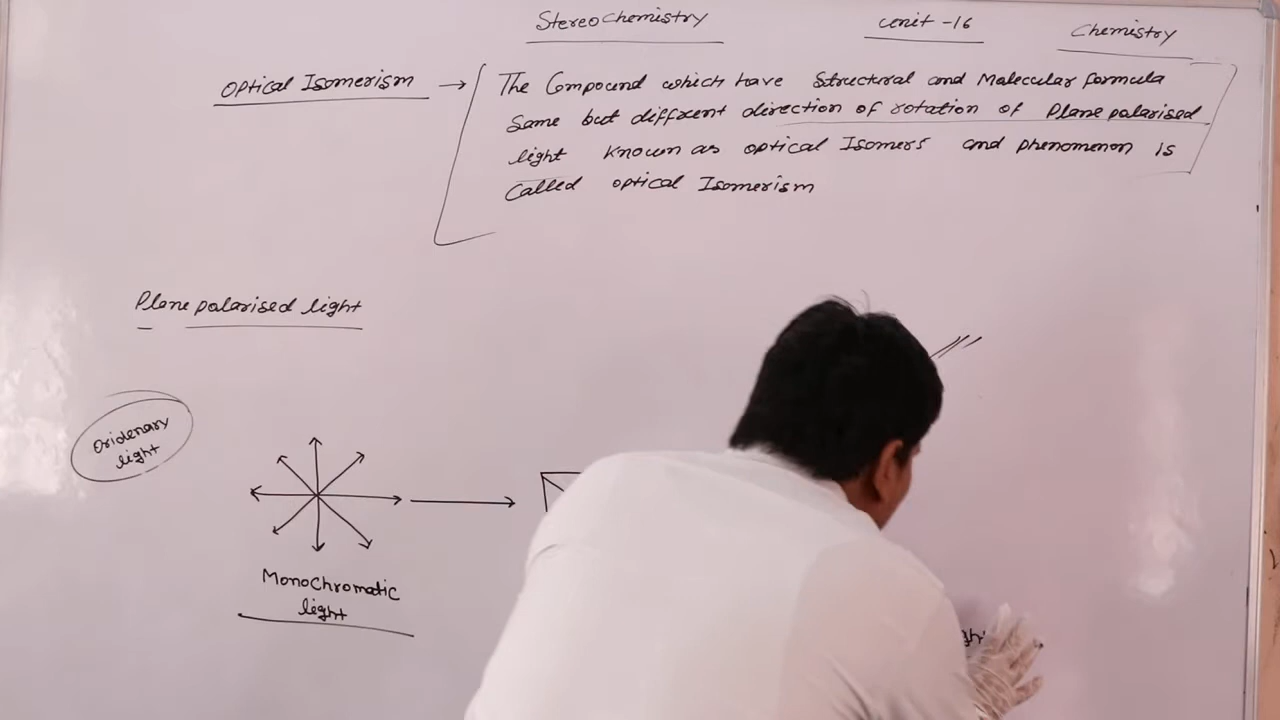 StereoChemistry
Unit -16
Chemistry
Optical Isomerism → The Compound which have Structural and Molecular formula
Same but different direction of rotation of Plane polarised
light known as optical Isomers and phenomenon is
Called optical Isomerism
Plane polarised light
Oridenary
light
Monochromatic
light